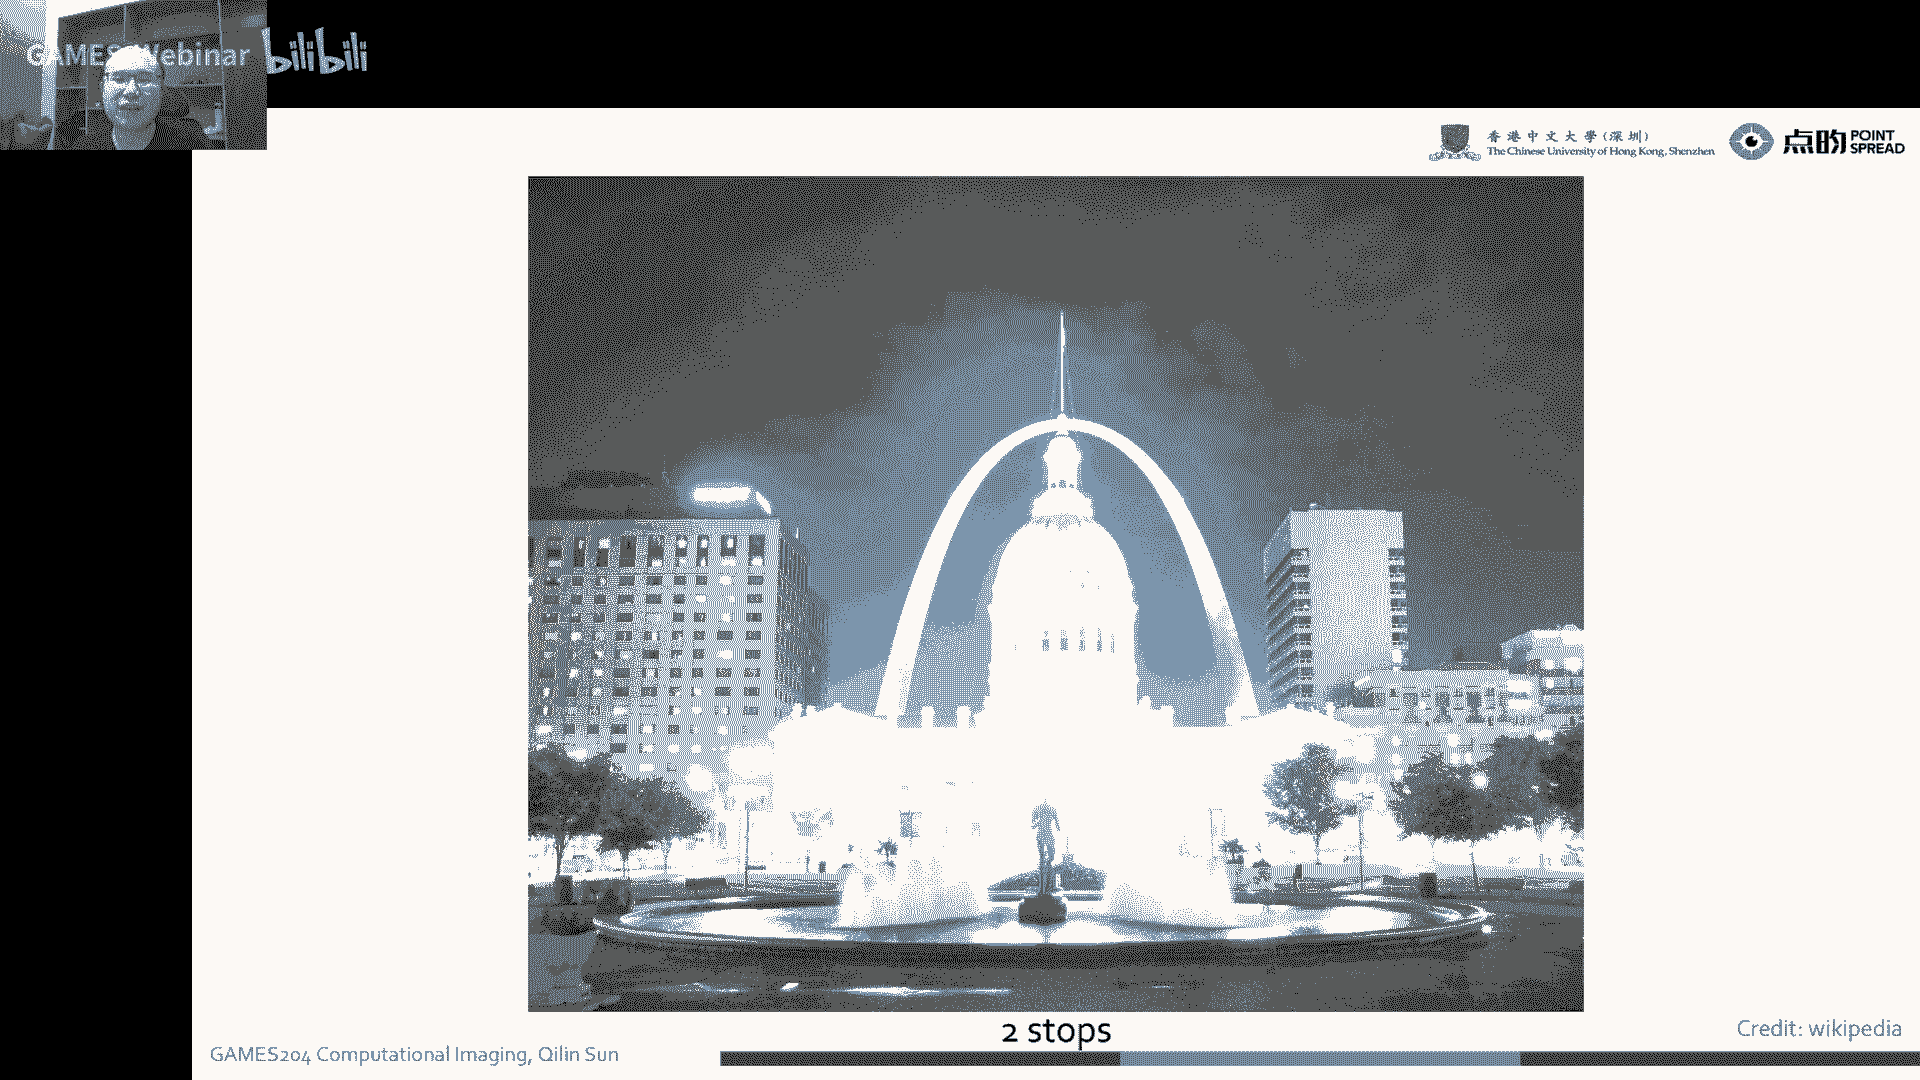 GAMES Webinar bilibili
香港中文大學(深圳)
The Chinese University of Hong Kong, Shenzhen
点昀 POINT SPREAD
2 stops
Credit: wikipedia
GAMES204 Computational Imaging, Qilin Sun